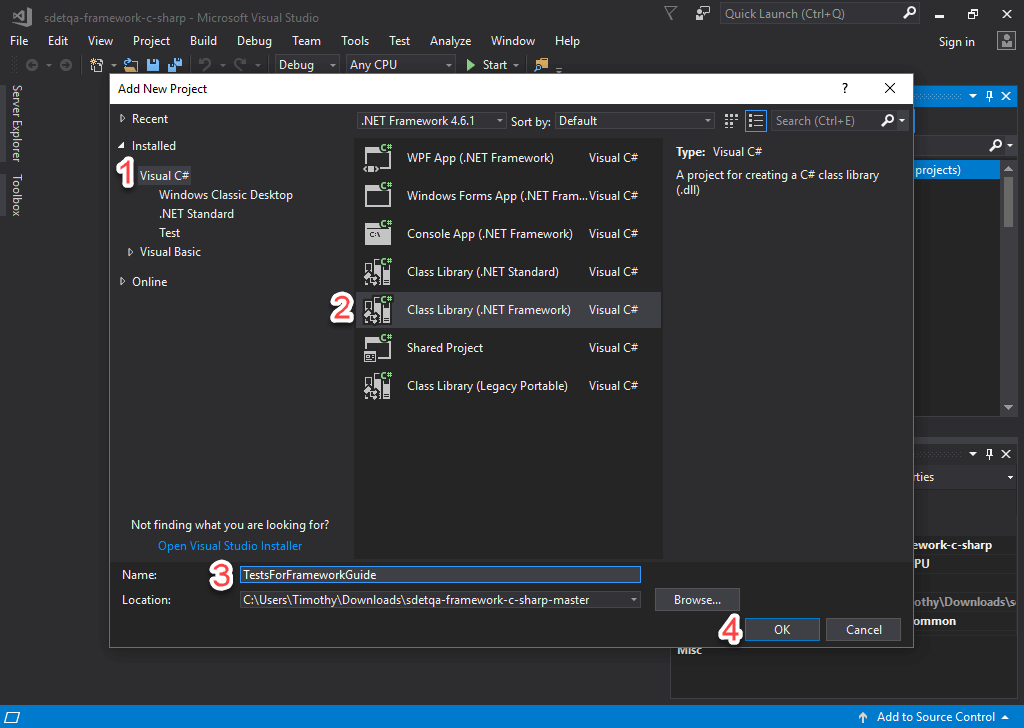 sdetqa-framework-c-sharp - Microsoft Visual Studio
Quick Launch (Ctrl+Q)
File Edit View Project Build Debug Team Tools Test Analyze Window Help
Sign in
Debug Any CPU Start
Server Explorer
Toolbox
Add New Project
?
Recent
Installed
1
Visual C#
Windows Classic Desktop
.NET Standard
Test
Visual Basic
Online
.NET Framework 4.6.1 Sort by: Default
Search (Ctrl+E)
WPF App (.NET Framework) Visual C#
Windows Forms App (.NET Fram... Visual C#
Console App (.NET Framework) Visual C#
Class Library (.NET Standard) Visual C#
2 Class Library (.NET Framework) Visual C#
Shared Project Visual C#
Class Library (Legacy Portable) Visual C#
Type: Visual C#
A project for creating a C# class library
(.dll)
projects)
Not finding what you are looking for?
Open Visual Studio Installer
Name: 3 TestsForFrameworkGuide
Location: C:\Users\Timothy\Downloads\sdetqa-framework-c-sharp-master
Browse...
4 OK Cancel
rties
ework-c-sharp
PU
othy\Downloads\s
ommon
Misc
Add to Source Control